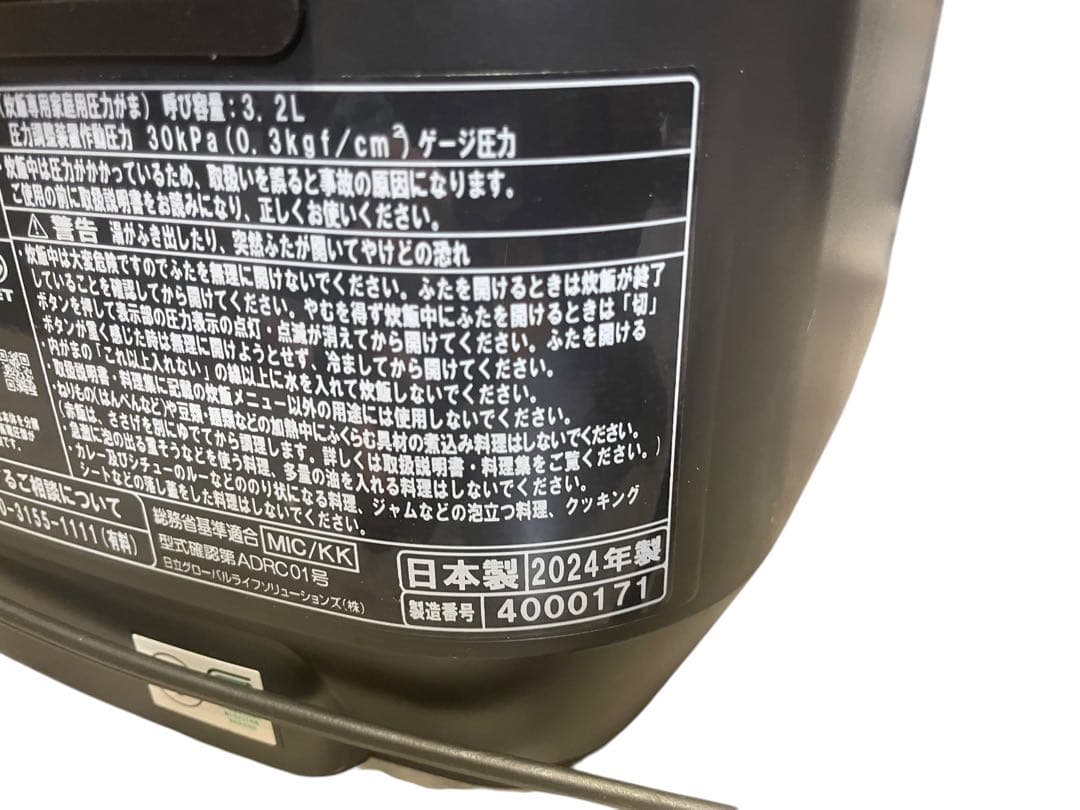 (炊飯専用家庭用圧力がま) 呼び容量:3.2L
圧力調整装置作動圧力 30kPa(0.3kgf/cm²)ゲージ圧力
炊飯中は圧力がかかっているため、取扱いを誤ると事故の原因になります。
ご使用の前に取扱説明書をお読みになり、正しくお使いください。
⚠警告 湯がふき出したり、突然ふたが開いてやけどの恐れ
・炊飯中は大変危険ですのでふたを無理に開けないでください。ふたを開けるときは炊飯が終了
していることを確認してから開けてください。やむを得ず炊飯中にふたを開けるときは「切」
ボタンを押して表示部の圧力表示の点灯・点滅が消えてから開けてください。ふたを開ける
ボタンが重く感じた時は無理に開けようとせず、冷ましてから開けてください。
・内がまの「これ以上入れない」の線以上に水を入れて炊飯しないでください。
・取扱説明書・料理集に記載の炊飯メニュー以外の用途には使用しないでください。
・ねりもの(はんぺんなど)や豆類・麺類などの加熱中にふくらむ具材の煮込み料理はしないでください。
(赤飯は、ささげを別にゆでてから調理します。詳しくは取扱説明書・料理集をご覧ください。)
・急激に泡の出る重そうなどを使う料理、多量の油を入れる料理はしないでください。
・カレー及びシチューのルーなどののり状になる料理、ジャムなどの泡立つ料理、クッキング
シートなどの落し蓋をした料理はしないでください。
るご相談について
0-3155-1111(有料)
総務省基準適合 MIC/KK
型式確認第ADRC01号
日立グローバルライフソリューションズ(株)
日本製 2024年製
製造番号 4000171